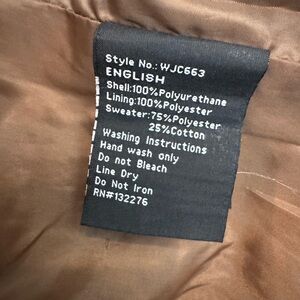 Style No.: WJC663
ENGLISH
Shell:100%Polyurethane
Lining:100%Polyester
Sweater:75%Polyester
25%Cotton
Washing Instructions
Hand wash only
Do not Bleach
Line Dry
Do Not Iron
RN#132276